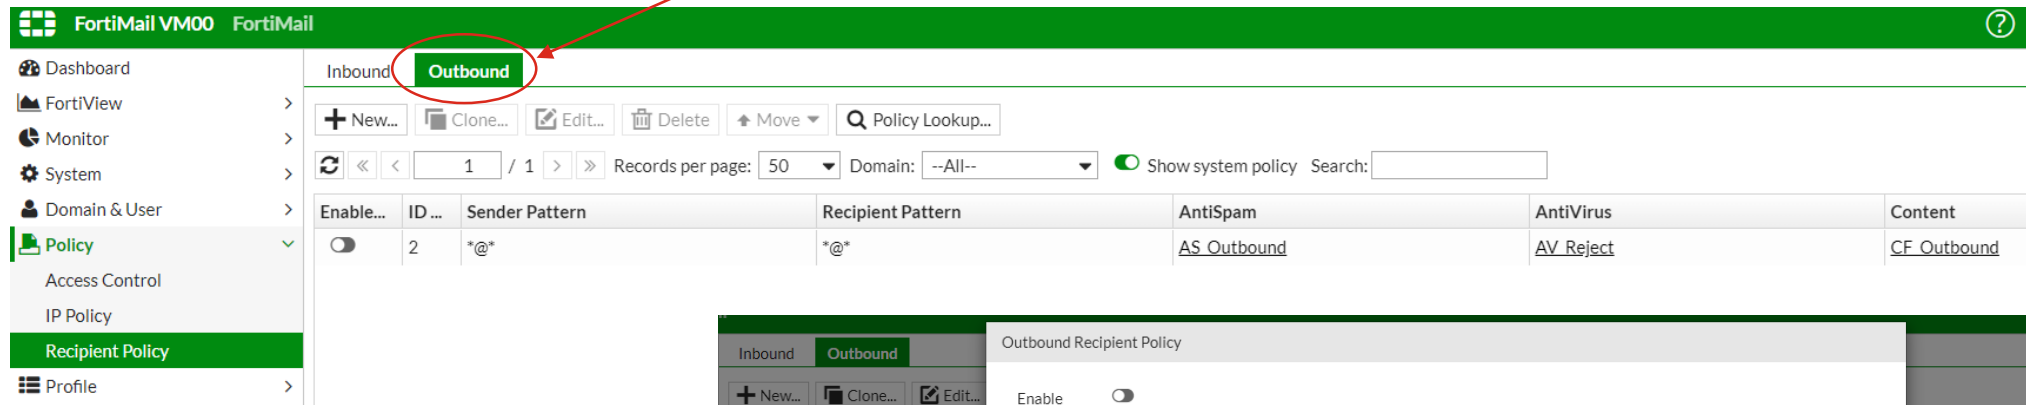 FortiMail VM00 FortiMail
Dashboard
FortiView
Monitor
System
Domain & User
Policy
Access Control
IP Policy
Recipient Policy
Profile
Inbound Outbound
New... Clone... Edit... Delete Move Policy Lookup...
1 / 1 Records per page: 50 Domain: --All-- Show system policy Search:
Enable... ID ... Sender Pattern Recipient Pattern AntiSpam AntiVirus Content
2 *@* *@* AS_Outbound AV_Reject CF_Outbound
Inbound Outbound
New... Clone... Edit...
Outbound Recipient Policy
Enable